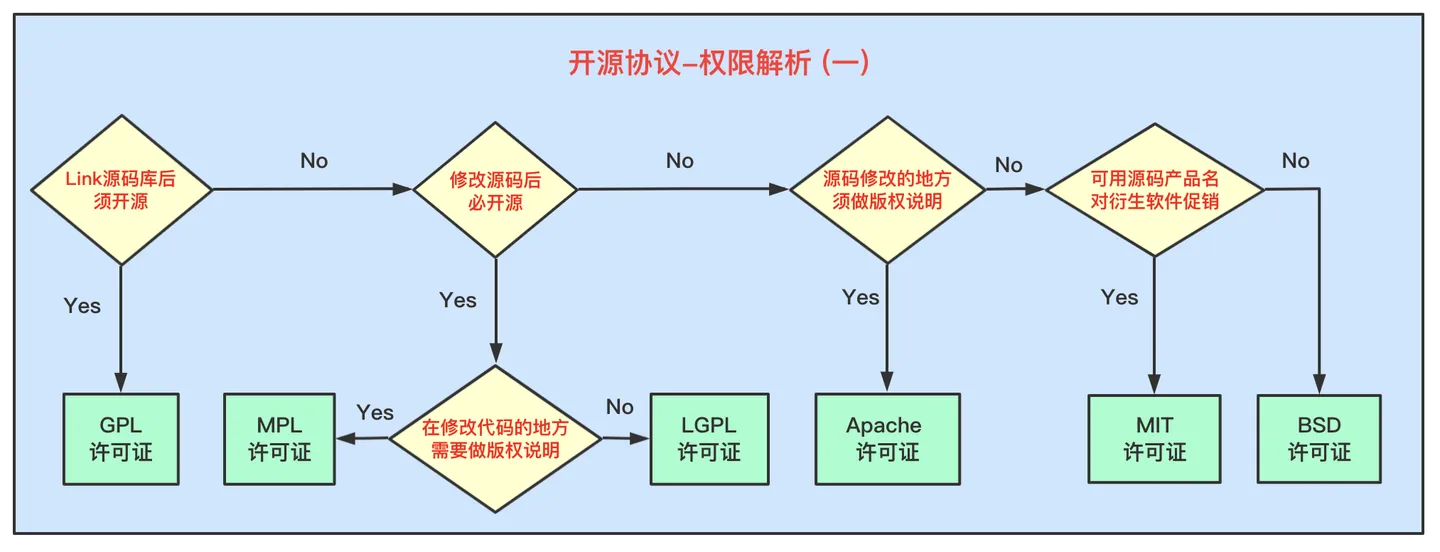 开源协议-权限解析 (一)
Link源码库后
须开源
No
修改源码后
必开源
No
源码修改的地方
须做版权说明
No
可用源码产品名
对衍生软件促销
No
Yes
Yes
Yes
Yes
GPL
许可证
MPL
许可证
Yes
在修改代码的地方
需要做版权说明
No
LGPL
许可证
Apache
许可证
MIT
许可证
BSD
许可证